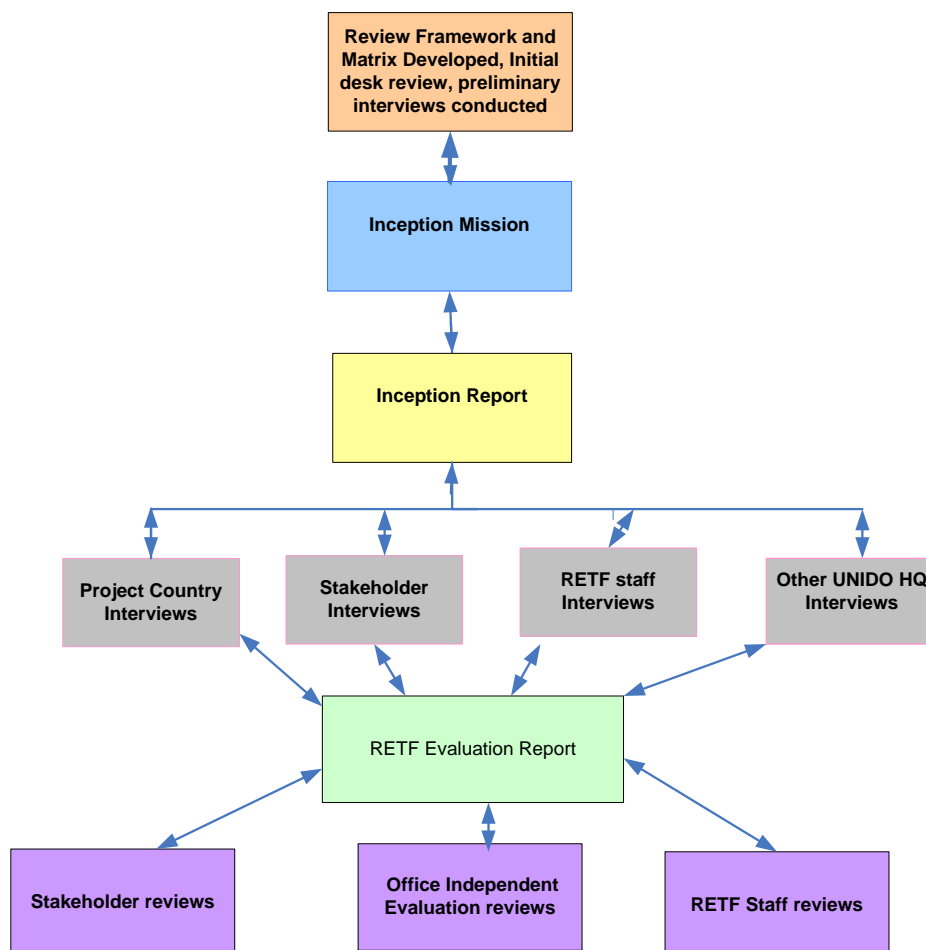 Review Framework and
Matrix Developed, Initial
desk review, preliminary
interviews conducted
Inception Mission
Inception Report
Project Country
Interviews
Stakeholder
Interviews
RETF staff
Interviews
Other UNIDO HQ
Interviews
RETF Evaluation Report
Stakeholder reviews
Office Independent
Evaluation reviews
RETF Staff reviews